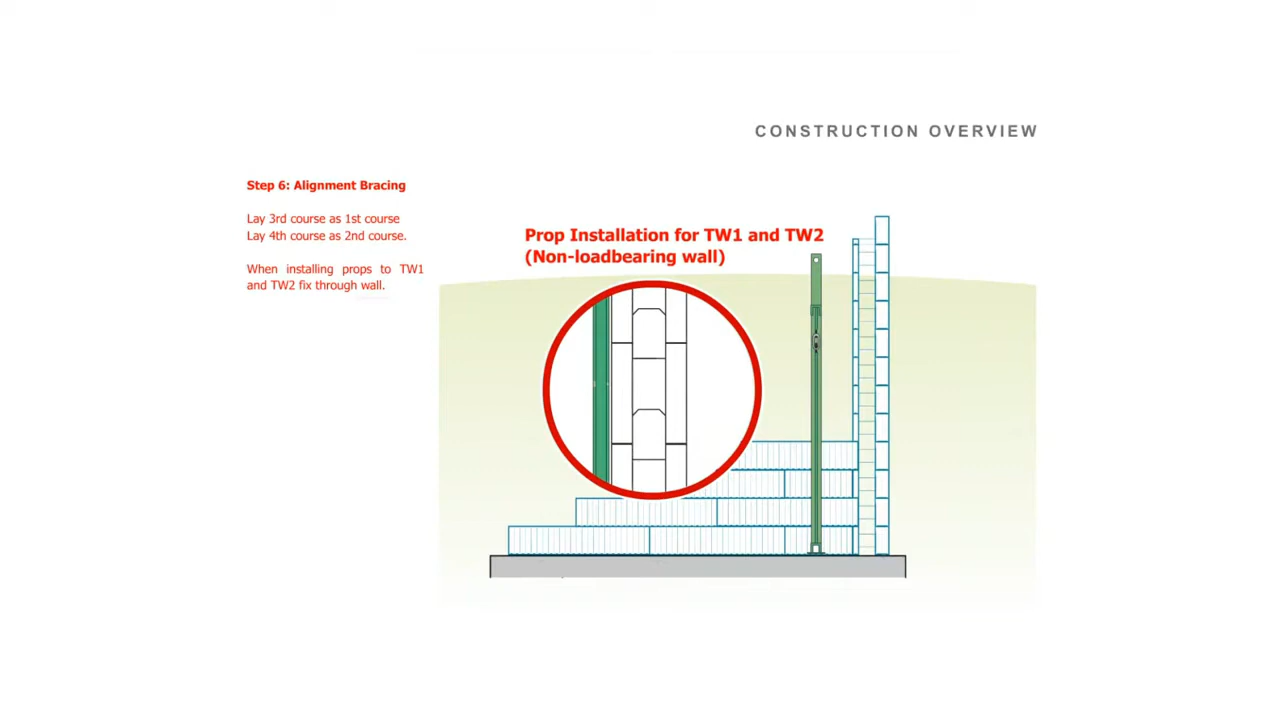 CONSTRUCTION OVERVIEW
Step 6: Alignment Bracing
Lay 3rd course as 1st course
Lay 4th course as 2nd course.
When installing props to TW1
and TW2 fix through wall.
Prop Installation for TW1 and TW2
(Non-loadbearing wall)